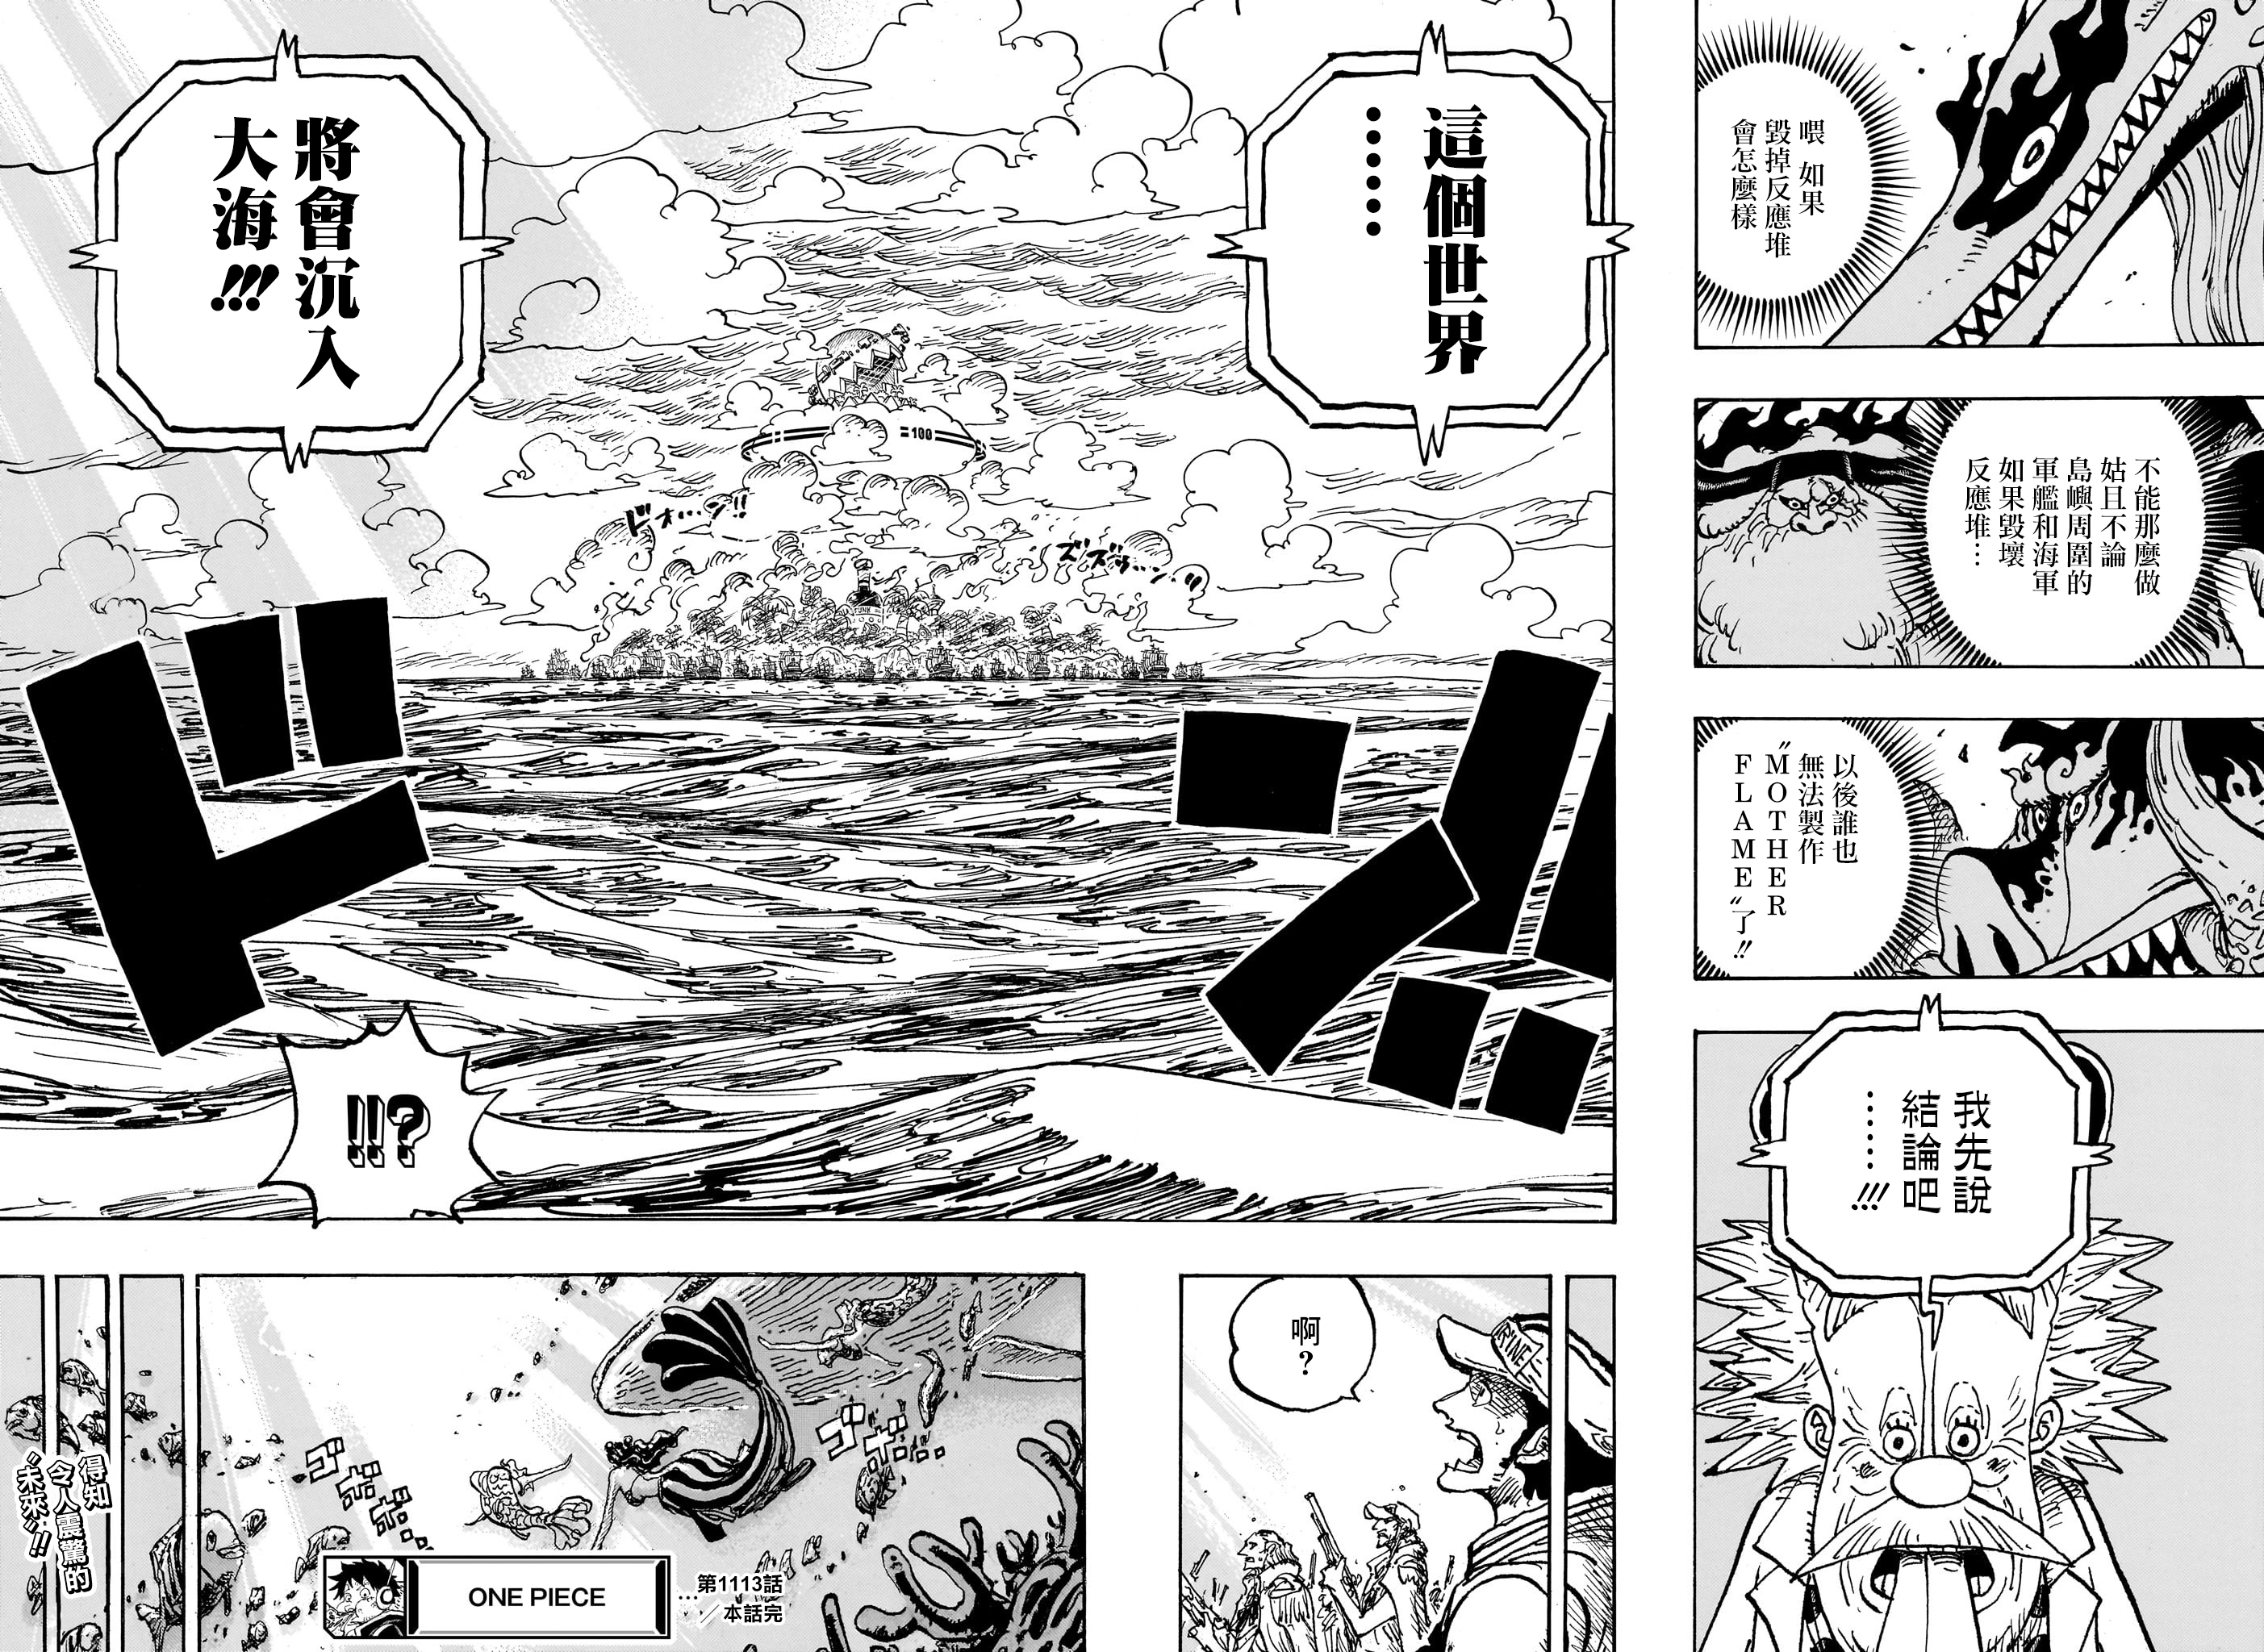 喂 如果
毀掉反應堆
會怎麼樣
不能那麼做
姑且不論
島嶼周圍的
軍艦和海軍
如果毀壞
反應堆…
以後誰也
無法製作
〝MOTHER
FLAME〞了!!
我先說
結論吧
……!!!
這個世界
……
將會沉入
大海!!!
100
ドォ…ン!!
ズズゥ…ン!!
PUNK
ドン!!
!!?
啊?
ゴボボ…
ゴボボボ…
ONE PIECE
…
第1113話
／本話完
得知
令人震驚的
〝未來〞!!